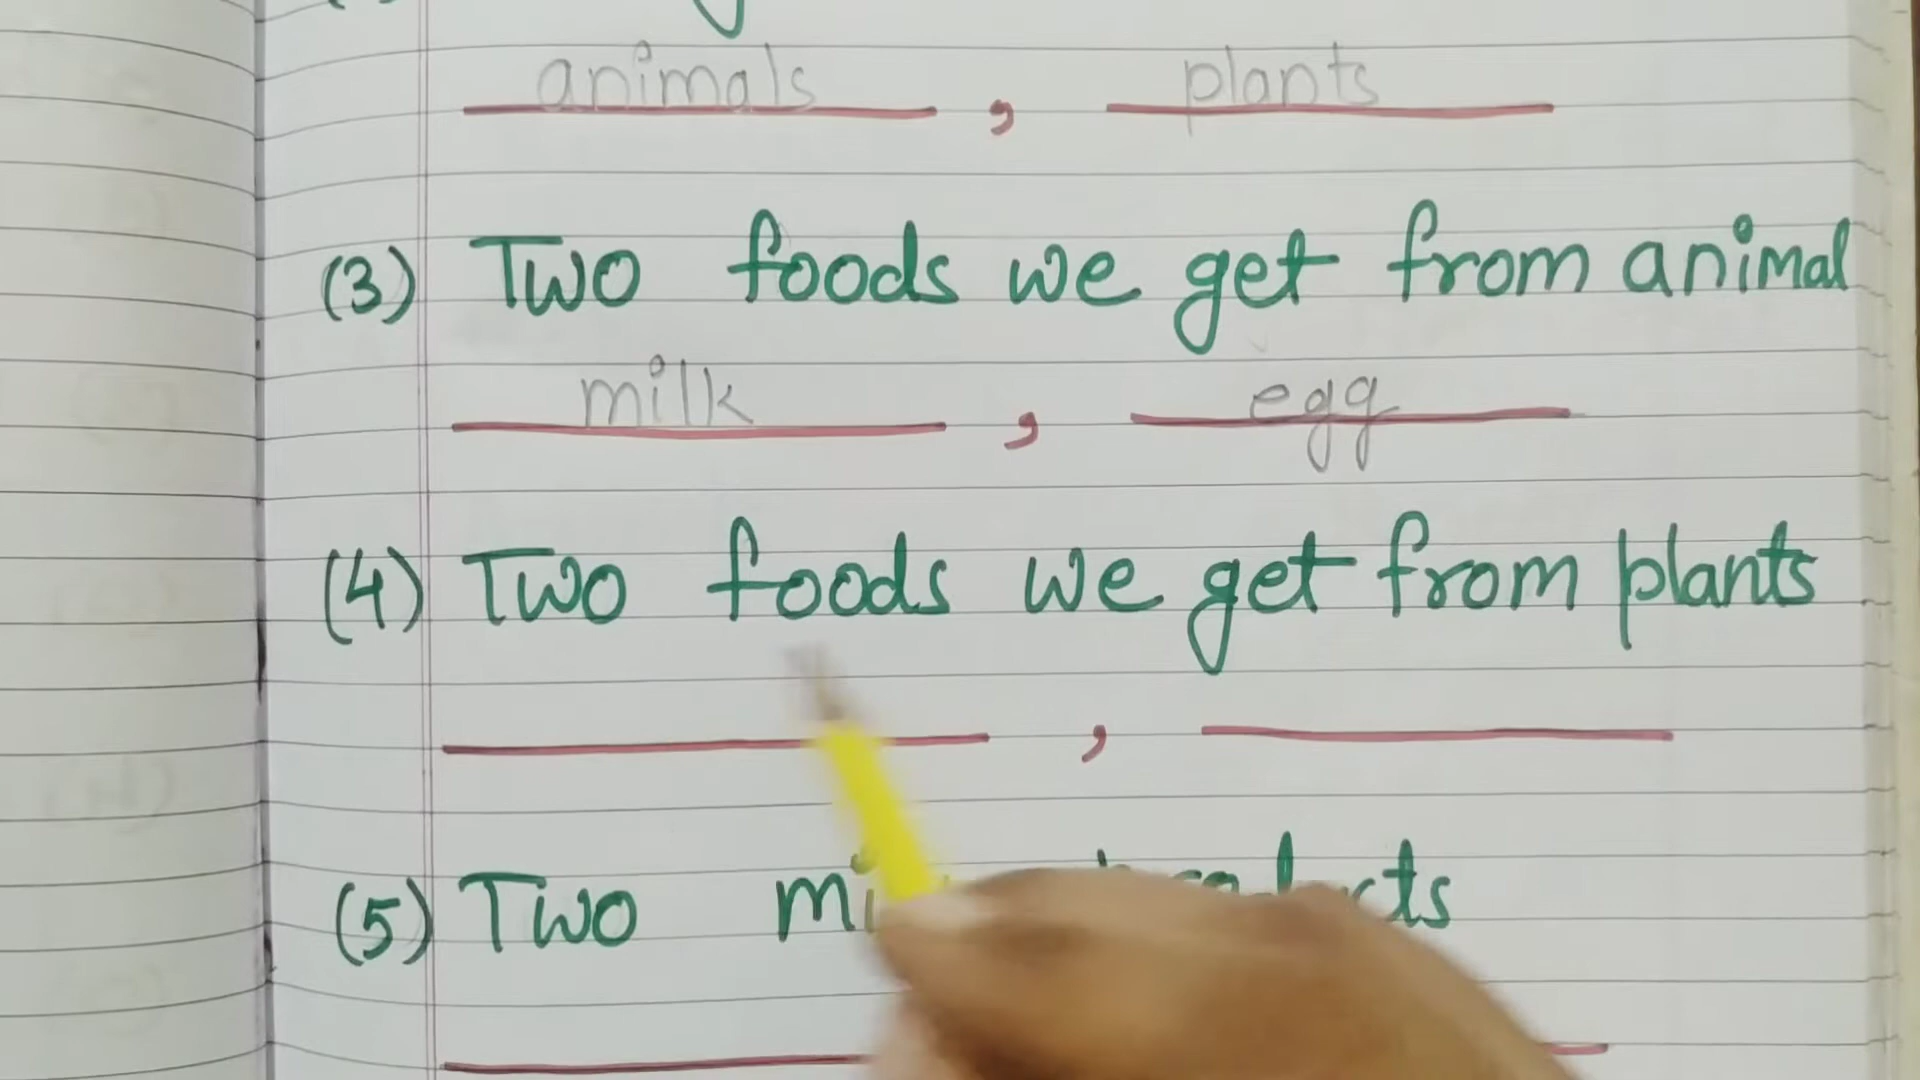 animals , plants
(3) Two foods we get from animal
milk , egg
(4) Two foods we get from plants
,
(5) Two